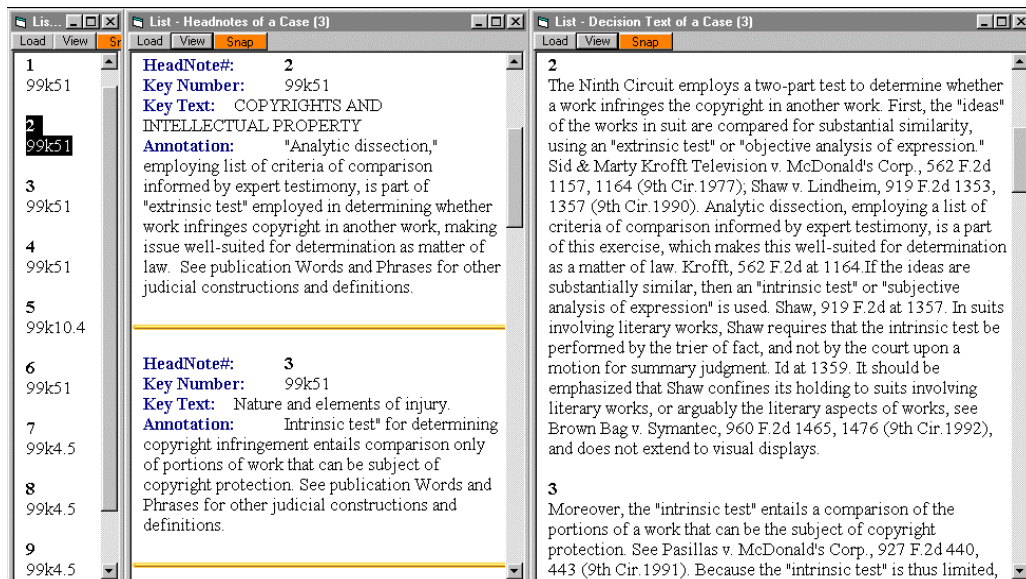 Lis...
Load View Sr
1
99k51
2
99k51
3
99k51
4
99k51
5
99k10.4
6
99k51
7
99k4.5
8
99k4.5
9
99k4.5
List - Headnotes of a Case (3)
Load View Snap
HeadNote#: 2
Key Number: 99k51
Key Text: COPYRIGHTS AND
INTELLECTUAL PROPERTY
Annotation: "Analytic dissection,"
employing list of criteria of comparison
informed by expert testimony, is part of
"extrinsic test" employed in determining whether
work infringes copyright in another work, making
issue well-suited for determination as matter of
law. See publication Words and Phrases for other
judicial constructions and definitions.
HeadNote#: 3
Key Number: 99k51
Key Text: Nature and elements of injury.
Annotation: Intrinsic test" for determining
copyright infringement entails comparison only
of portions of work that can be subject of
copyright protection. See publication Words and
Phrases for other judicial constructions and
definitions.
List - Decision Text of a Case (3)
Load View Snap
2
The Ninth Circuit employs a two-part test to determine whether
a work infringes the copyright in another work. First, the "ideas"
of the works in suit are compared for substantial similarity,
using an "extrinsic test" or "objective analysis of expression."
Sid & Marty Krofft Television v. McDonald's Corp., 562 F.2d
1157, 1164 (9th Cir.1977); Shaw v. Lindheim, 919 F.2d 1353,
1357 (9th Cir.1990). Analytic dissection, employing a list of
criteria of comparison informed by expert testimony, is a part
of this exercise, which makes this well-suited for determination
as a matter of law. Krofft, 562 F.2d at 1164.If the ideas are
substantially similar, then an "intrinsic test" or "subjective
analysis of expression" is used. Shaw, 919 F.2d at 1357. In suits
involving literary works, Shaw requires that the intrinsic test be
performed by the trier of fact, and not by the court upon a
motion for summary judgment. Id at 1359. It should be
emphasized that Shaw confines its holding to suits involving
literary works, or arguably the literary aspects of works, see
Brown Bag v. Symantec, 960 F.2d 1465, 1476 (9th Cir.1992),
and does not extend to visual displays.
3
Moreover, the "intrinsic test" entails a comparison of the
portions of a work that can be the subject of copyright
protection. See Pasillas v. McDonald's Corp., 927 F.2d 440,
443 (9th Cir.1991). Because the "intrinsic test" is thus limited,